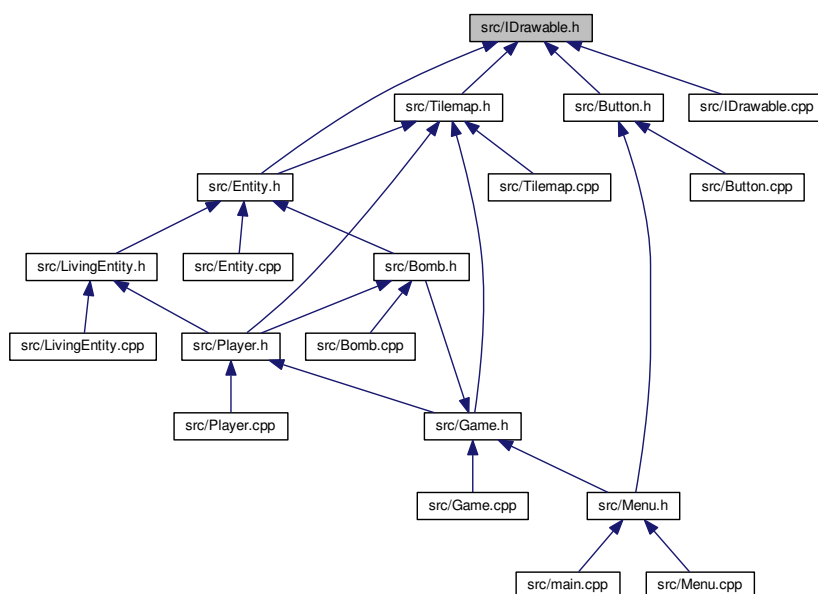 src/IDrawable.h
src/Tilemap.h
src/Button.h
src/IDrawable.cpp
src/Entity.h
src/Tilemap.cpp
src/Button.cpp
src/LivingEntity.h
src/Entity.cpp
src/Bomb.h
src/LivingEntity.cpp
src/Player.h
src/Bomb.cpp
src/Player.cpp
src/Game.h
src/Game.cpp
src/Menu.h
src/main.cpp
src/Menu.cpp